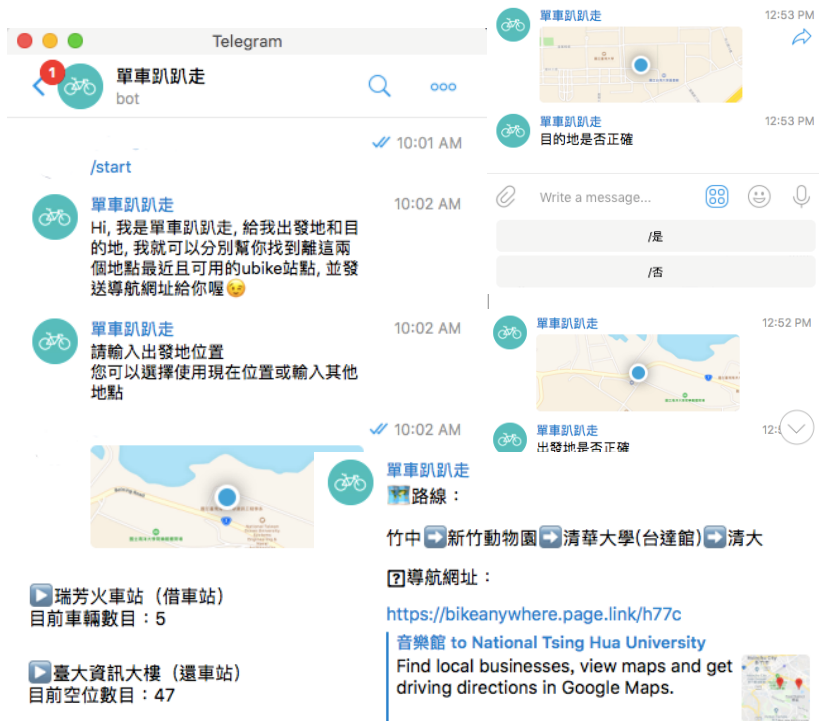 Telegram
1
單車趴趴走
bot
10:01 AM
/start
單車趴趴走
10:02 AM
Hi, 我是單車趴趴走, 給我出發地和目
的地, 我就可以分別幫你找到離這兩
個地點最近且可用的ubike站點, 並發
送導航網址給你喔😉
單車趴趴走
10:02 AM
請輸入出發地位置
您可以選擇使用現在位置或輸入其他
地點
10:02 AM
Beining Road
▶瑞芳火車站（借車站）
目前車輛數目：5
▶臺大資訊大樓（還車站）
目前空位數目：47
單車趴趴走
12:53 PM
單車趴趴走
12:53 PM
目的地是否正確
Write a message...
/是
/否
單車趴趴走
12:52 PM
單車趴趴走
出發地是否正確
單車趴趴走
🗺路線：
竹中➡新竹動物園➡清華大學(台達館)➡清大
?導航網址：
https://bikeanywhere.page.link/h77c
音樂館 to National Tsing Hua University
Find local businesses, view maps and get
driving directions in Google Maps.